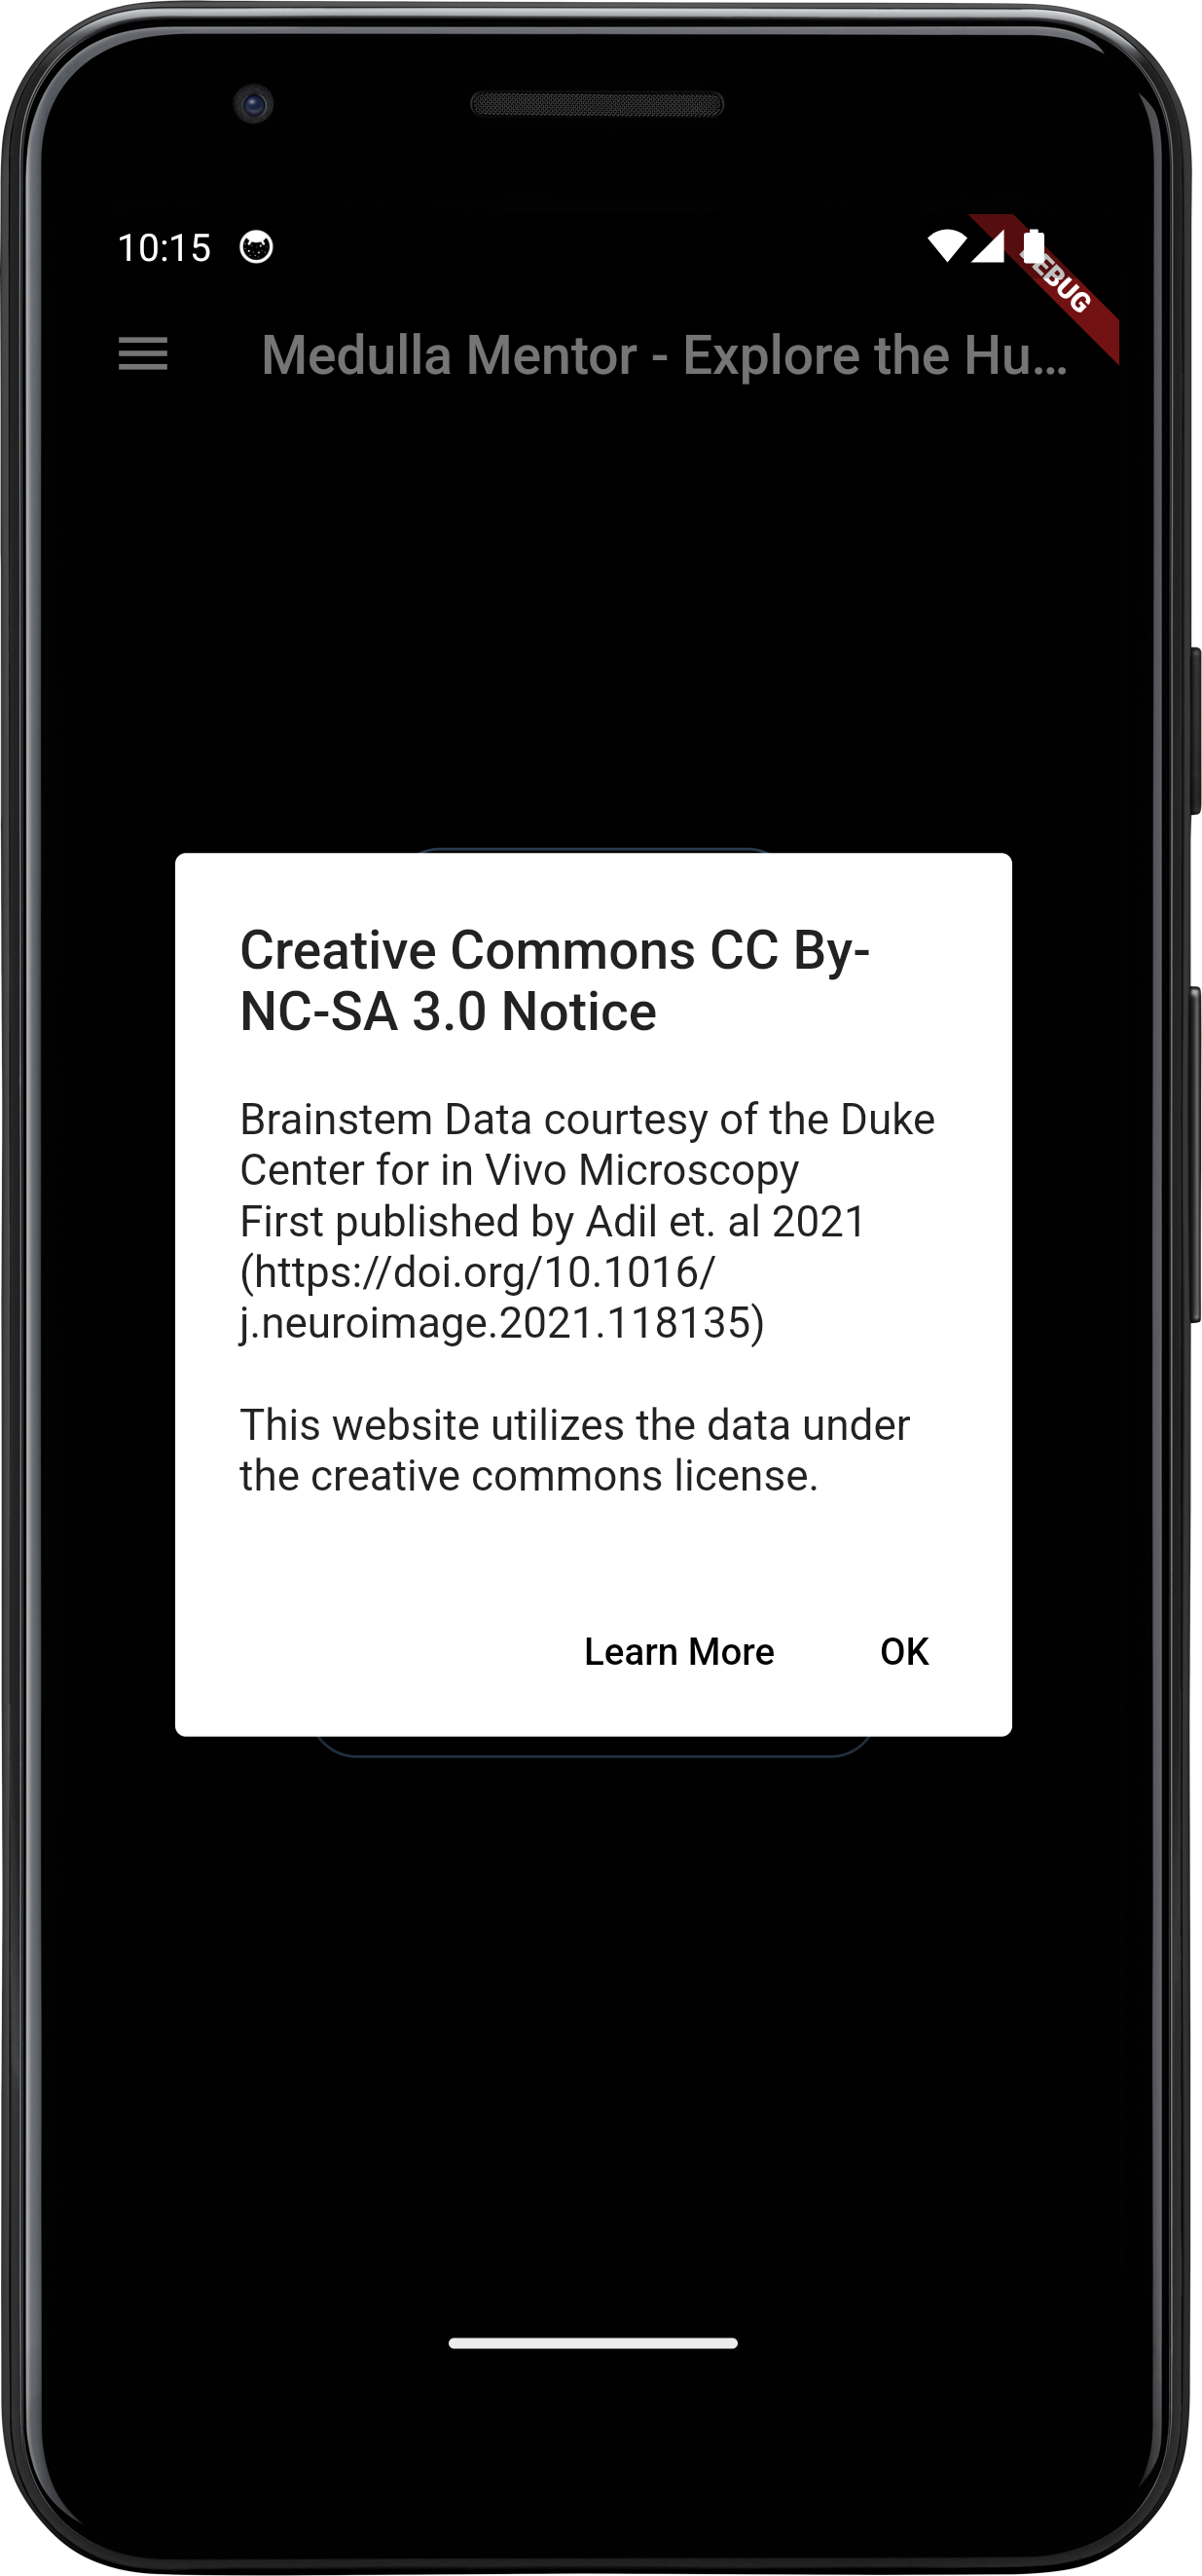 10:15
DEBUG
Medulla Mentor - Explore the Hu...
Creative Commons CC By-
NC-SA 3.0 Notice
Brainstem Data courtesy of the Duke
Center for in Vivo Microscopy
First published by Adil et. al 2021
(https://doi.org/10.1016/
j.neuroimage.2021.118135)
This website utilizes the data under
the creative commons license.
Learn More OK